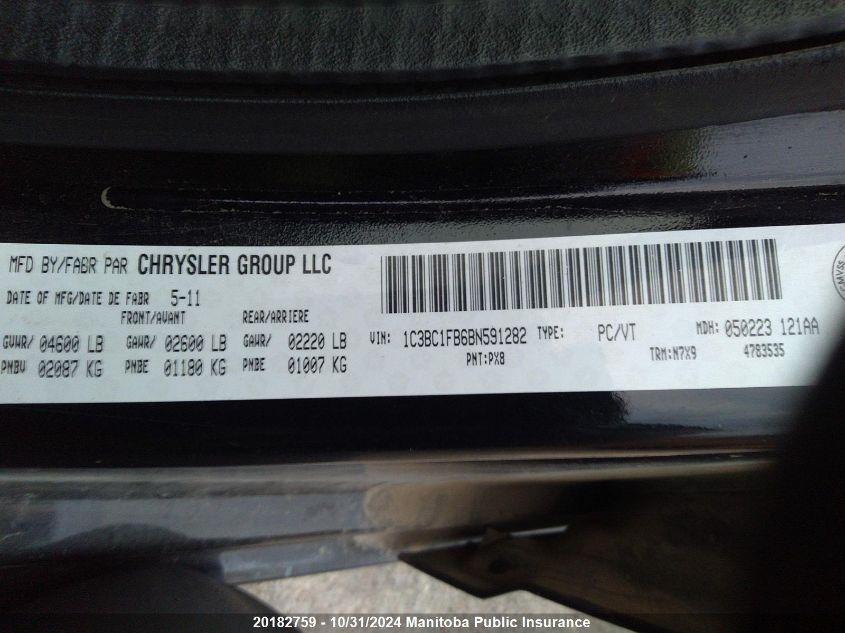 MFD BY/FABR PAR CHRYSLER GROUP LLC
DATE OF MFG/DATE DE FABR 5-11
FRONT/AVANT REAR/ARRIERE
GVWR/ 04600 LB GAWR/ 02600 LB GAWR/ 02220 LB
PNBV 02087 KG PNBE 01180 KG PNBE 01007 KG
VIN: 1C3BC1FB6BN591282 TYPE: PC/VT MDH: 050223 121AA
PNT:PX8 TRM:N7X9 4783535
CMVSS
20182759 - 10/31/2024 Manitoba Public Insurance